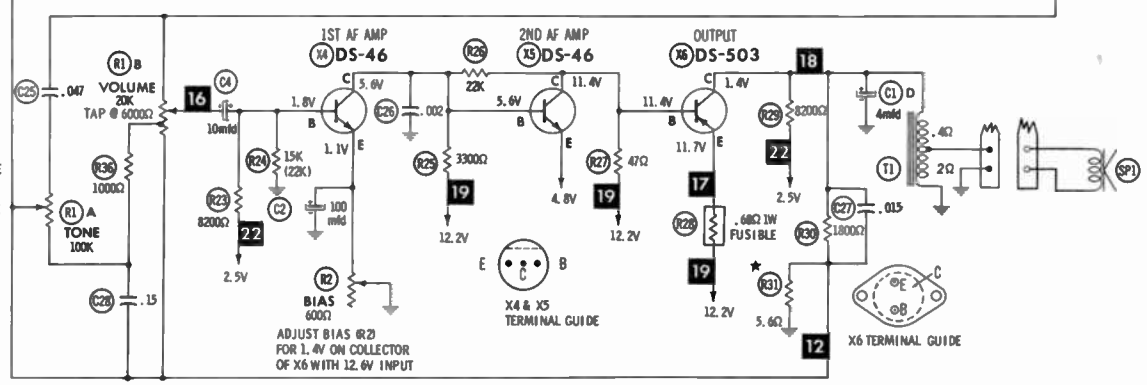 1ST AF AMP
X4 DS-46
R26
22K
2ND AF AMP
X5 DS-46
OUTPUT
X6 DS-503
18
C25
.047
R1 B
VOLUME
20K
TAP @ 6000Ω
16
C4
10mfd
1.8V
B
C
5.6V
E
1.1V
C26
.002
5.6V
B
C
11.4V
E
11.4V
B
C
1.4V
E
11.7V
R29
8200Ω
22
2.5V
C1 D
4mfd
T1
.4Ω
2Ω
SP1
R36
1000Ω
R24
15K
(22K)
R23
8200Ω
22
2.5V
C2
100
mfd
R25
3300Ω
19
12.2V
4.8V
R27
47Ω
19
12.2V
17
R28
.68Ω 1W
FUSIBLE
19
12.2V
R30
1800Ω
C27
.015
R1 A
TONE
100K
C28
.15
R2
BIAS
600Ω
ADJUST BIAS (R2)
FOR 1.4V ON COLLECTOR
OF X6 WITH 12.6V INPUT
E
C
B
X4 & X5
TERMINAL GUIDE
★
R31
5.6Ω
12
C
E
B
X6 TERMINAL GUIDE